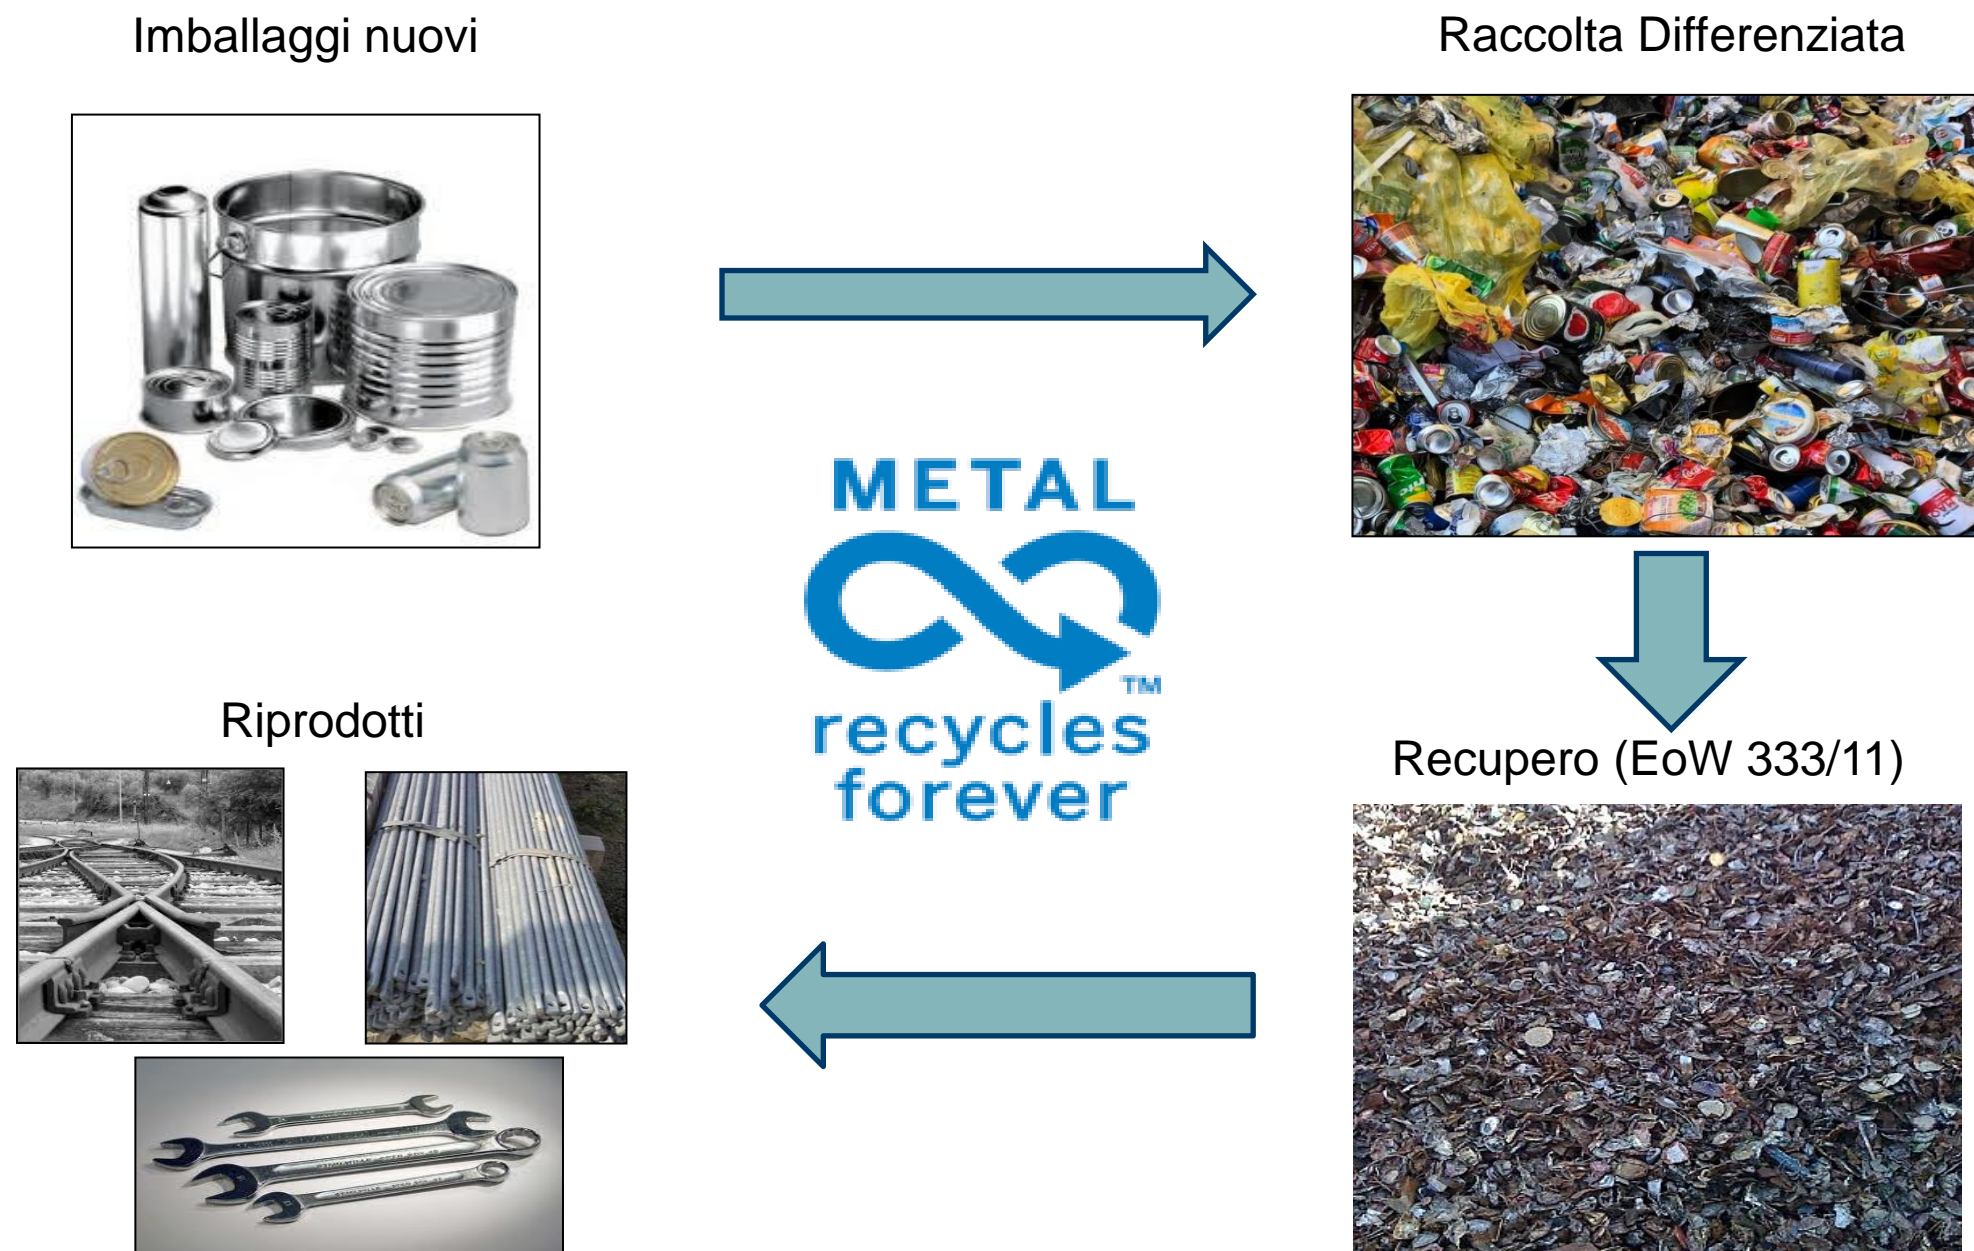 Imballaggi nuovi
Raccolta Differenziata
METAL
TM
recycles
forever
Riprodotti
Recupero (EoW 333/11)